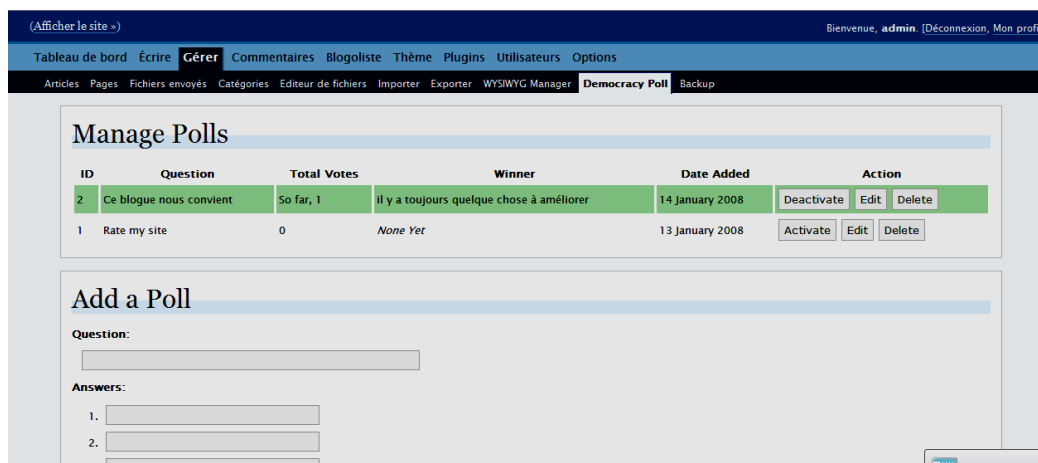 (Afficher le site »)
Bienvenue, admin. [Déconnexion, Mon profi
Tableau de bord Écrire Gérer Commentaires Blogoliste Thème Plugins Utilisateurs Options
Articles Pages Fichiers envoyés Catégories Editeur de fichiers Importer Exporter WYSIWYG Manager Democracy Poll Backup
Manage Polls
ID Question Total Votes Winner Date Added Action
2 Ce blogue nous convient So far, 1 il y a toujours quelque chose à améliorer 14 January 2008 Deactivate Edit Delete
1 Rate my site 0 None Yet 13 January 2008 Activate Edit Delete
Add a Poll
Question:
Answers:
1.
2.